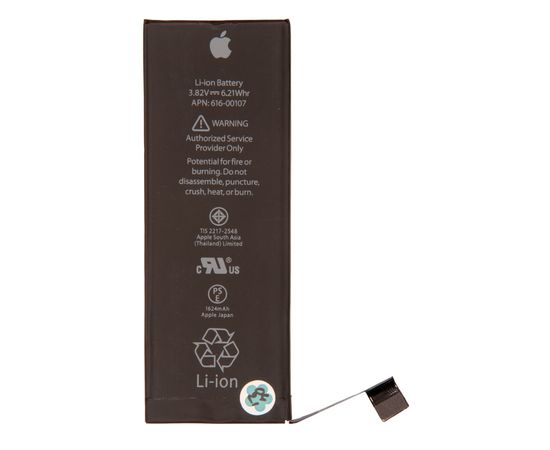 Li-ion Battery
3.82V⎓6.21Whr
APN: 616-00107
WARNING
Authorized Service
Provider Only
Potential for fire or
burning. Do not
disassemble, puncture,
crush, heat, or burn.
TIS 2217-2548
Apple South Asia
(Thailand) Limited
c RU US
PS
E
1624mAh
Apple Japan
Li-ion